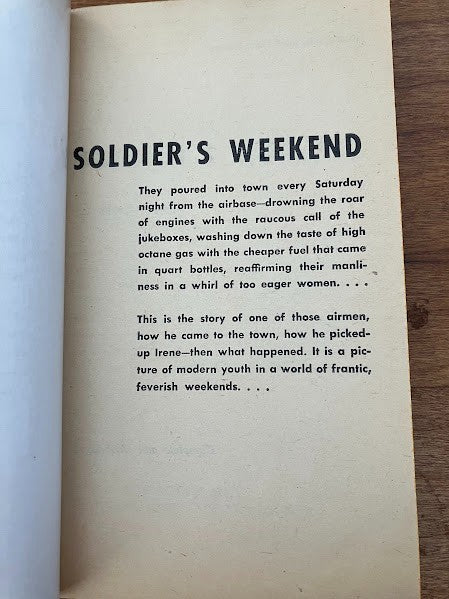 SOLDIER'S WEEKEND
They poured into town every Saturday
night from the airbase—drowning the roar
of engines with the raucous call of the
jukeboxes, washing down the taste of high
octane gas with the cheaper fuel that came
in quart bottles, reaffirming their manli-
ness in a whirl of too eager women. . . .
This is the story of one of those airmen,
how he came to the town, how he picked-
up Irene—then what happened. It is a pic-
ture of modern youth in a world of frantic,
feverish weekends. . . .